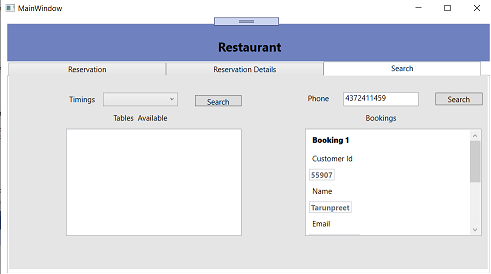 MainWindow
Restaurant
Reservation
Reservation Details
Search
Timings
Search
Phone
4372411459
Search
Tables Available
Bookings
Booking 1
Customer Id
55907
Name
Tarunpreet
Email